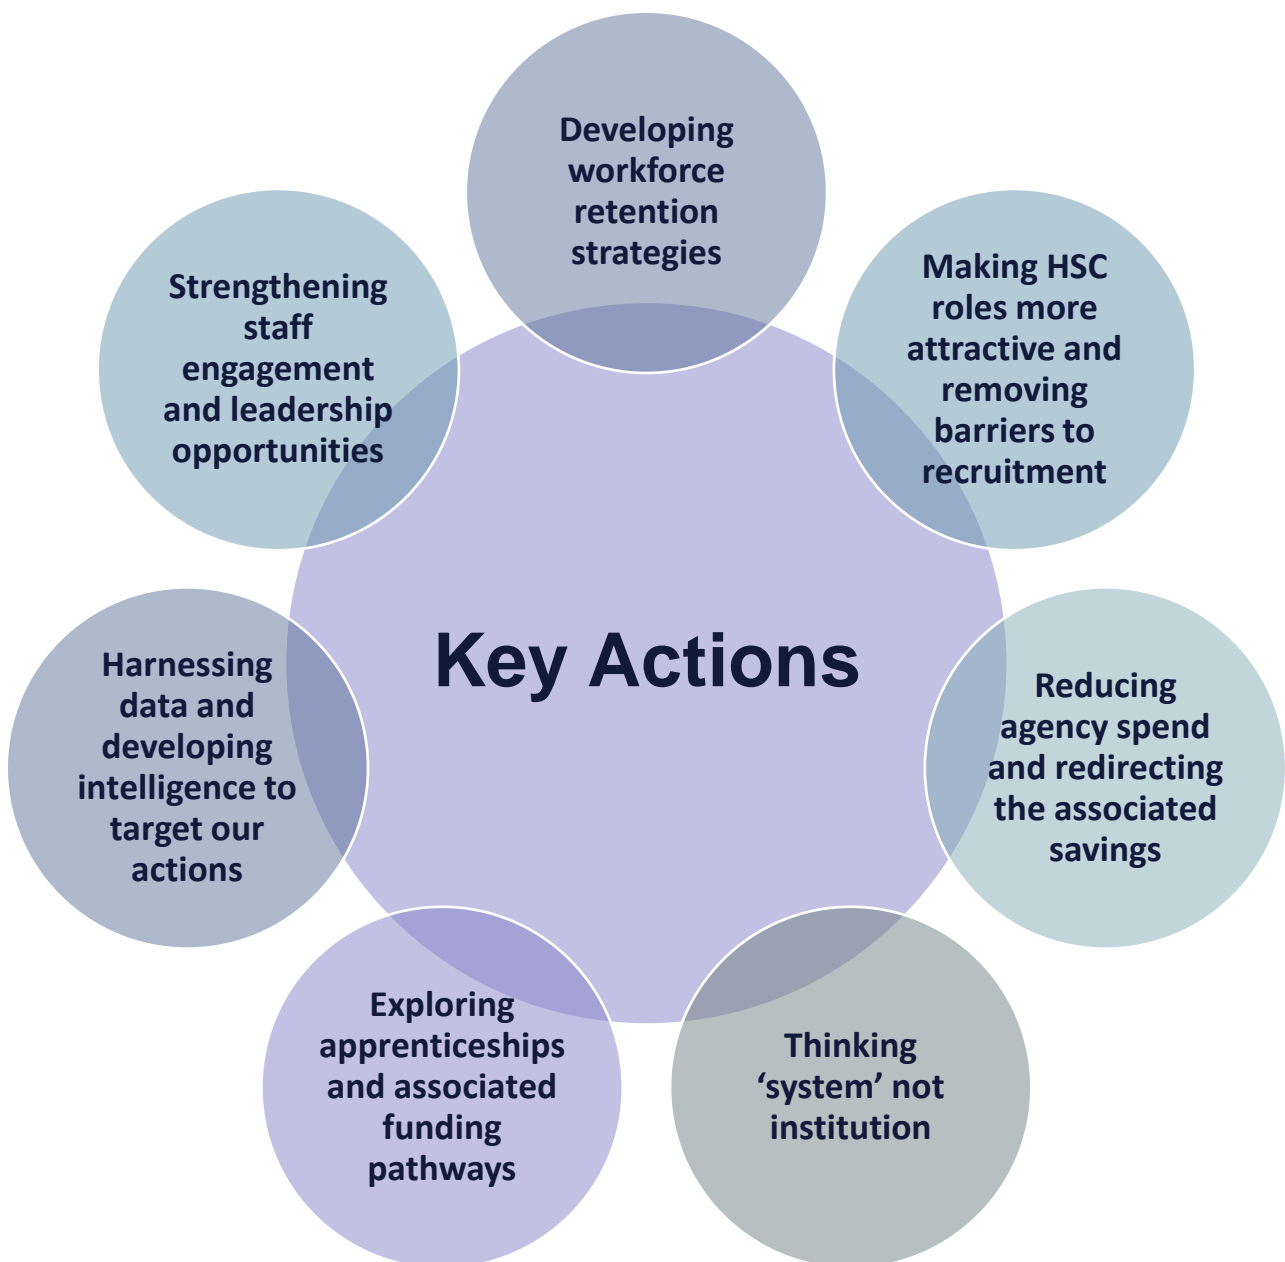 Developing
workforce
retention
strategies
Making HSC
roles more
attractive and
removing
barriers to
recruitment
Reducing
agency spend
and redirecting
the associated
savings
Thinking
‘system’ not
institution
Exploring
apprenticeships
and associated
funding
pathways
Harnessing
data and
developing
intelligence to
target our
actions
Strengthening
staff
engagement
and leadership
opportunities
Key Actions